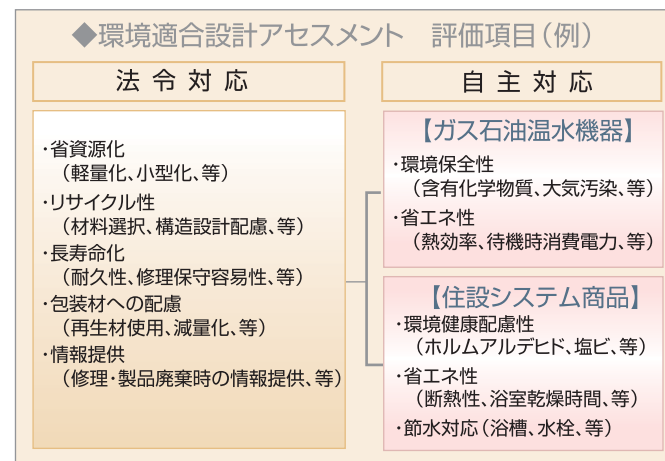 ◆環境適合設計アセスメント　評価項目（例）
法令対応
・省資源化
（軽量化、小型化、等）
・リサイクル性
（材料選択、構造設計配慮、等）
・長寿命化
（耐久性、修理保守容易性、等）
・包装材への配慮
（再生材使用、減量化、等）
・情報提供
（修理・製品廃棄時の情報提供、等）
自主対応
【ガス石油温水機器】
・環境保全性
（含有化学物質、大気汚染、等）
・省エネ性
（熱効率、待機時消費電力、等）
【住設システム商品】
・環境健康配慮性
（ホルムアルデヒド、塩ビ、等）
・省エネ性
（断熱性、浴室乾燥時間、等）
・節水対応（浴槽、水栓、等）